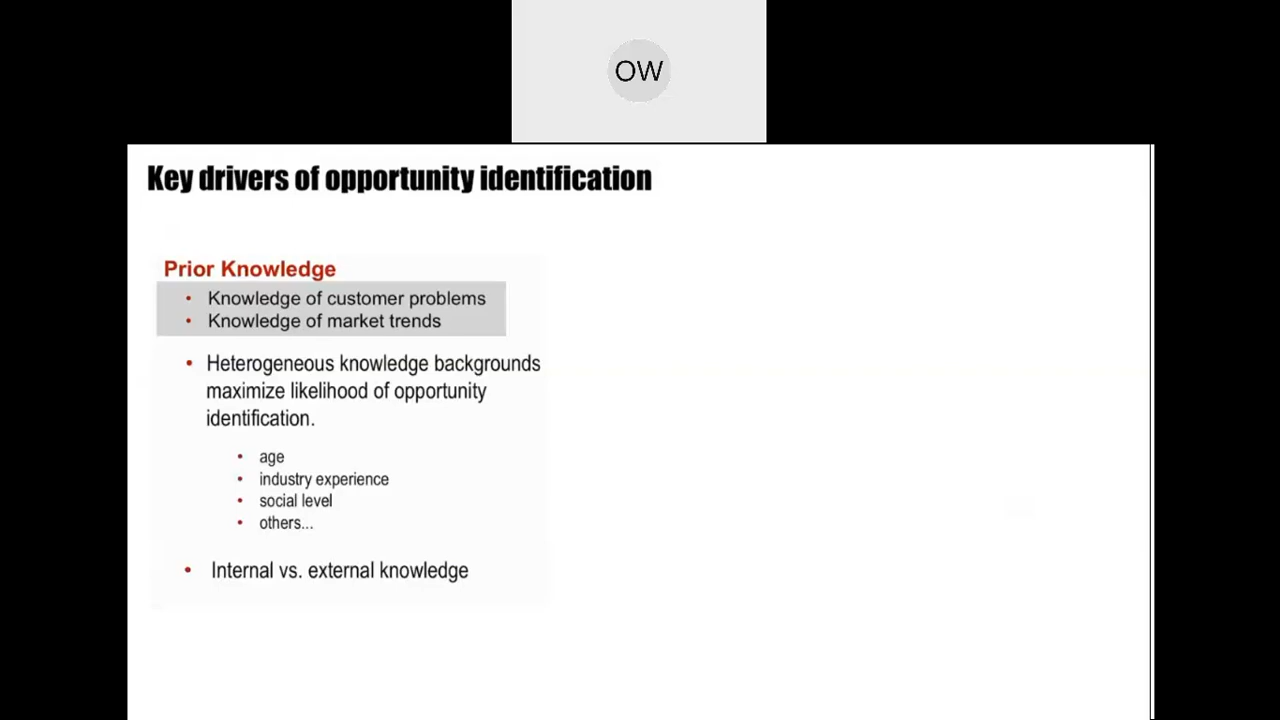 OW
Key drivers of opportunity identification
Prior Knowledge
• Knowledge of customer problems
• Knowledge of market trends
• Heterogeneous knowledge backgrounds
maximize likelihood of opportunity
identification.
• age
• industry experience
• social level
• others...
• Internal vs. external knowledge